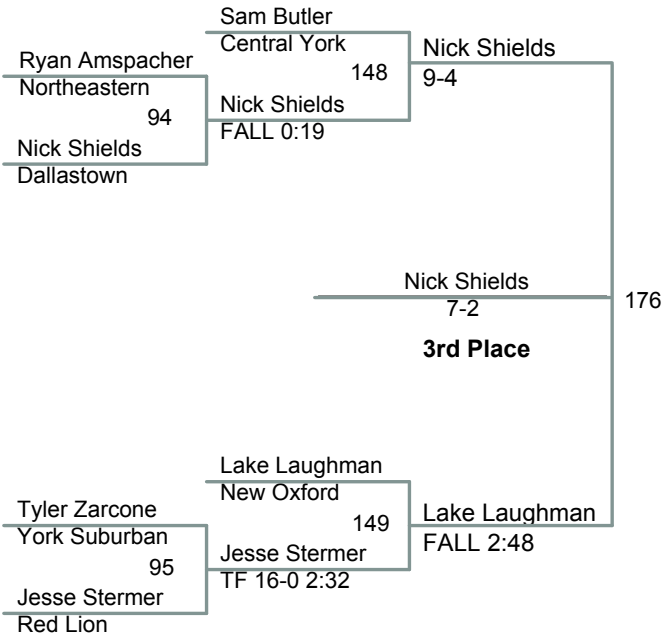 Sam Butler
Central York
Ryan Amspacher
Northeastern
94
Nick Shields
Dallastown
148
Nick Shields
FALL 0:19
Nick Shields
9-4
Nick Shields
7-2
176
3rd Place
Lake Laughman
New Oxford
Tyler Zarcone
York Suburban
95
Jesse Stermer
Red Lion
149
Jesse Stermer
TF 16-0 2:32
Lake Laughman
FALL 2:48